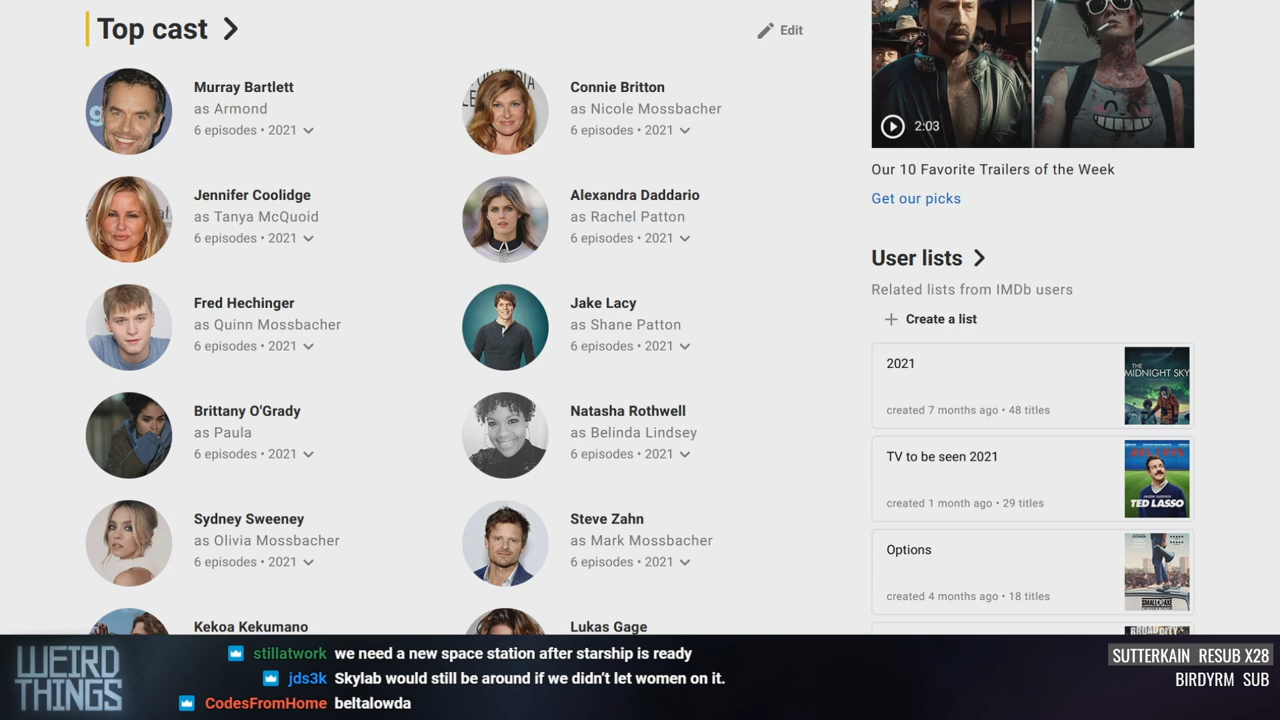 Top cast
Edit
Murray Bartlett
as Armond
6 episodes • 2021
Connie Britton
as Nicole Mossbacher
6 episodes • 2021
Jennifer Coolidge
as Tanya McQuoid
6 episodes • 2021
Alexandra Daddario
as Rachel Patton
6 episodes • 2021
Fred Hechinger
as Quinn Mossbacher
6 episodes • 2021
Jake Lacy
as Shane Patton
6 episodes • 2021
Brittany O'Grady
as Paula
6 episodes • 2021
Natasha Rothwell
as Belinda Lindsey
6 episodes • 2021
Sydney Sweeney
as Olivia Mossbacher
6 episodes • 2021
Steve Zahn
as Mark Mossbacher
6 episodes • 2021
Kekoa Kekumano
Lukas Gage
2:03
Our 10 Favorite Trailers of the Week
Get our picks
User lists
Related lists from IMDb users
Create a list
2021
created 7 months ago • 48 titles
THE
MIDNIGHT SKY
TV to be seen 2021
created 1 month ago • 29 titles
TED LASSO
Options
created 4 months ago • 18 titles
SMALL AXE
WEIRD
THINGS
stillatwork we need a new space station after starship is ready
jds3k Skylab would still be around if we didn't let women on it.
CodesFromHome beltalowda
SUTTERKAIN RESUB X28
BIRDYRM SUB